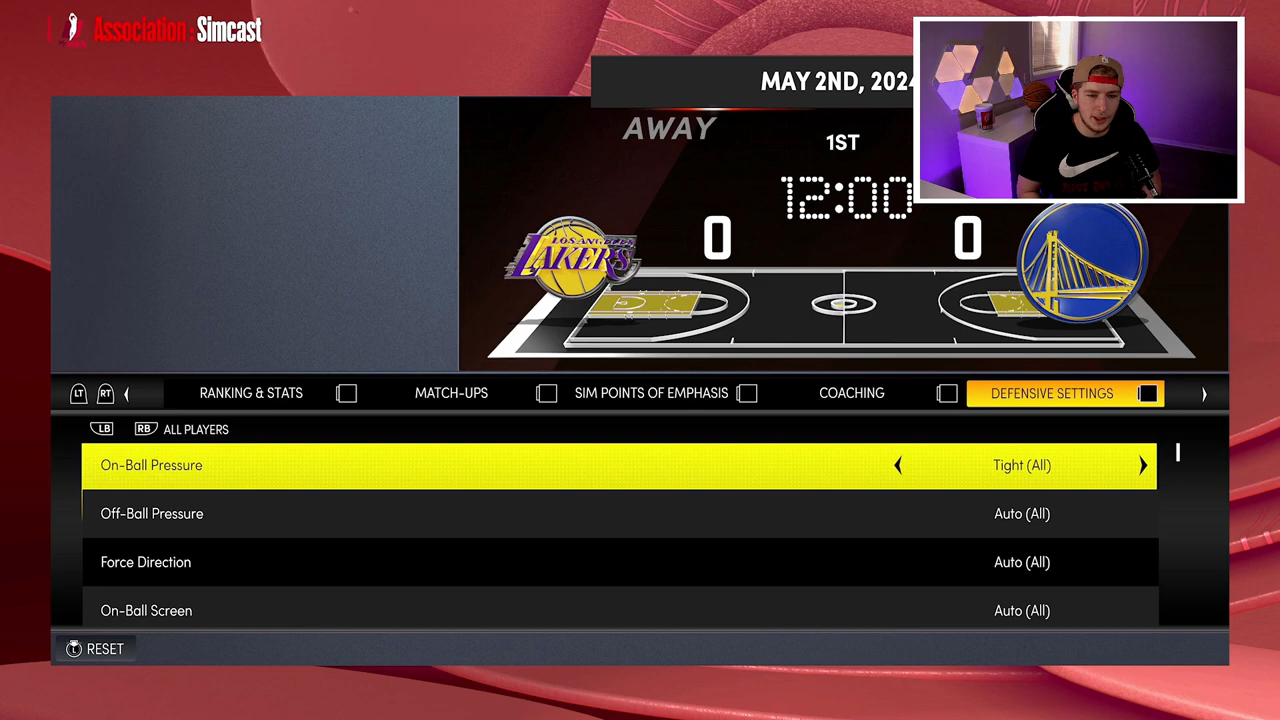 Association: Simcast
MAY 2ND, 2024
AWAY
1ST
12:00
0
0
LOS ANGELES
LAKERS
LT RT RANKING & STATS MATCH-UPS SIM POINTS OF EMPHASIS COACHING DEFENSIVE SETTINGS
LB RB ALL PLAYERS
On-Ball Pressure Tight (All)
Off-Ball Pressure Auto (All)
Force Direction Auto (All)
On-Ball Screen Auto (All)
L RESET